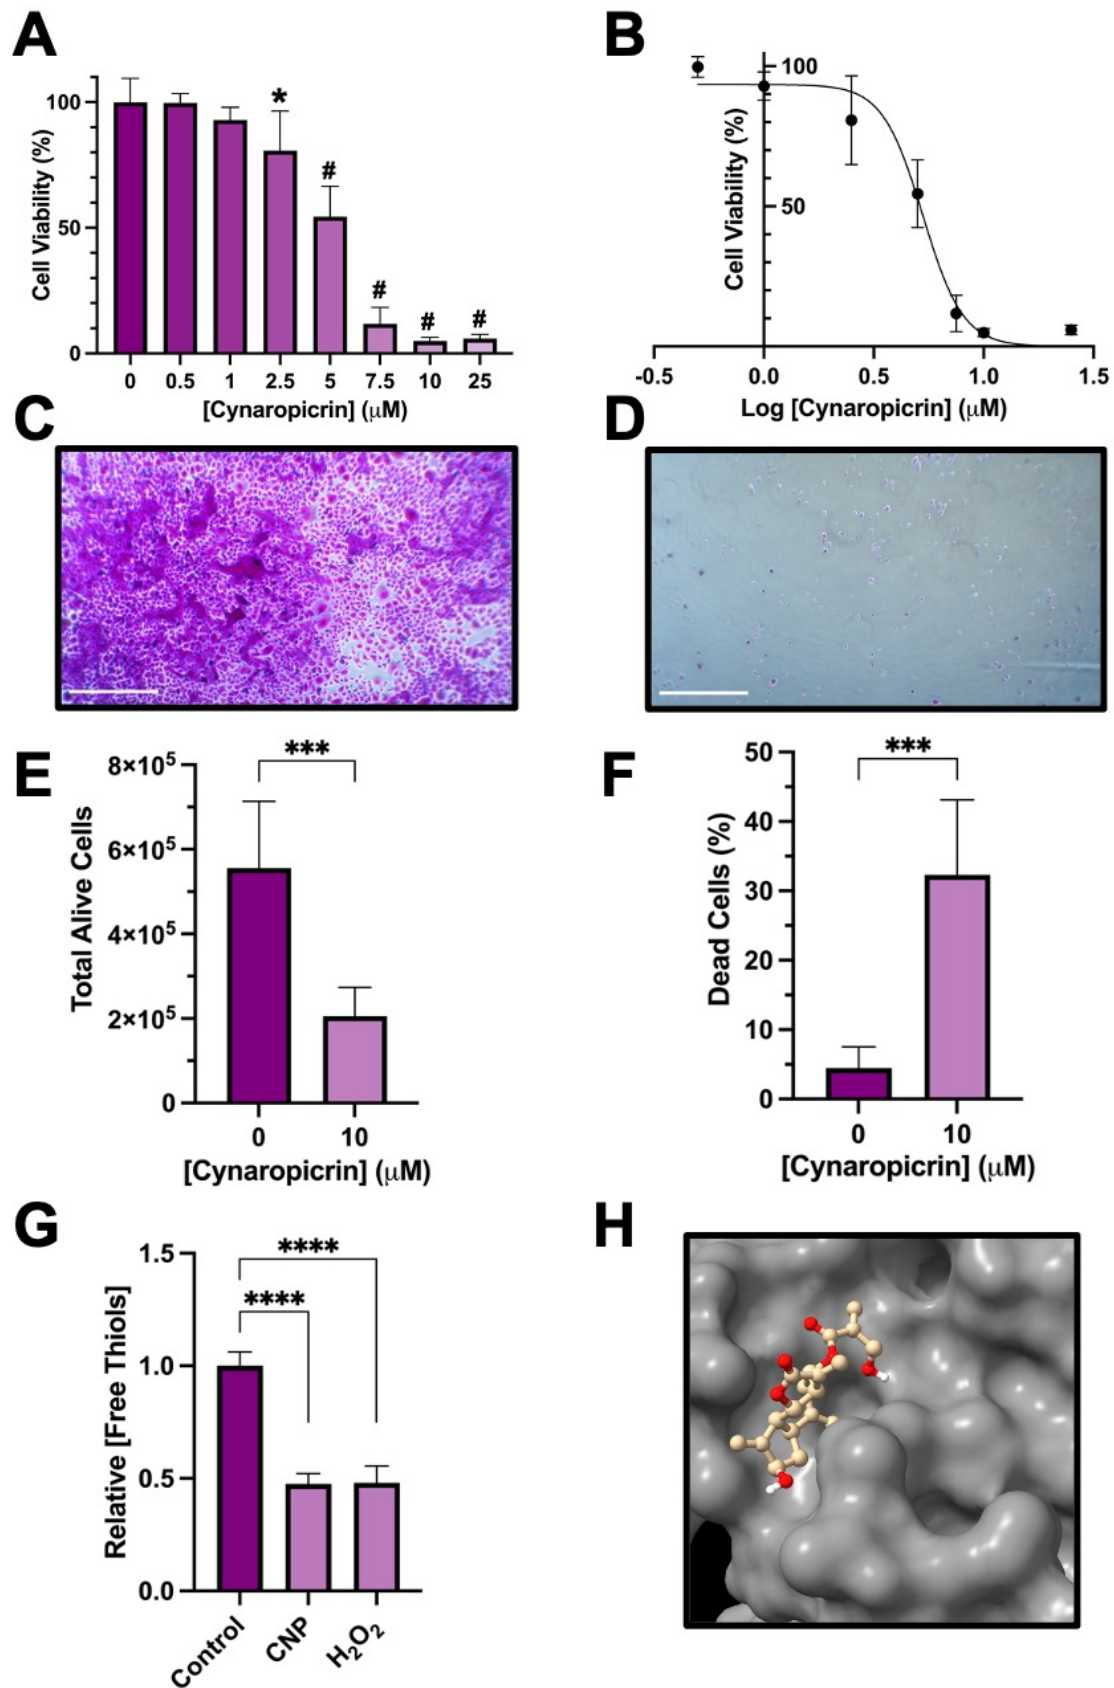 A
B
100
50
0
Cell Viability (%)
*
#
#
#
#
0 0.5 1 2.5 5 7.5 10 25
[Cynaropicrin] (μM)
100
50
Cell Viability (%)
-0.5 0.0 0.5 1.0 1.5
Log [Cynaropicrin] (μM)
C
D
E
8×10⁵
6×10⁵
4×10⁵
2×10⁵
0
Total Alive Cells
***
0 10
[Cynaropicrin] (μM)
F
50
40
30
20
10
0
Dead Cells (%)
***
0 10
[Cynaropicrin] (μM)
G
1.5
1.0
0.5
0.0
Relative [Free Thiols]
****
****
Control CNP H₂O₂
H